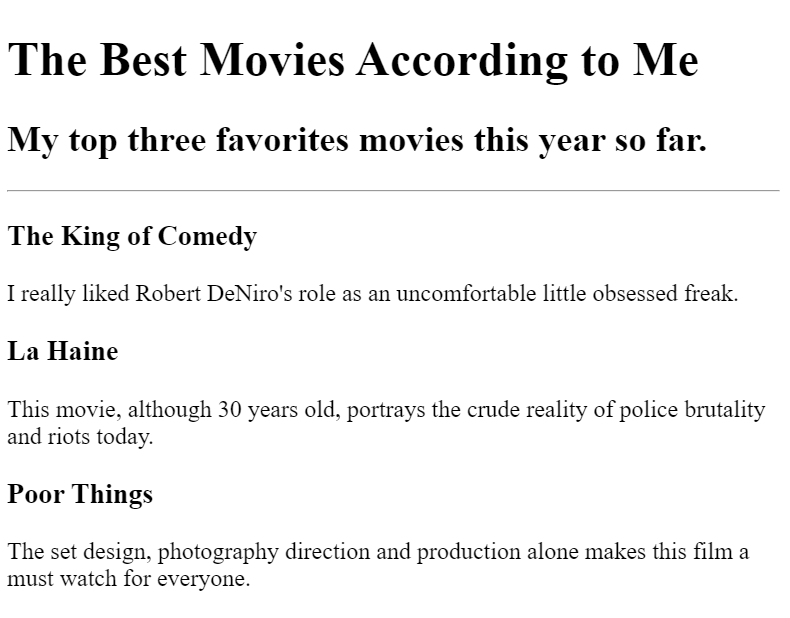 The Best Movies According to Me
My top three favorites movies this year so far.
The King of Comedy
I really liked Robert DeNiro's role as an uncomfortable little obsessed freak.
La Haine
This movie, although 30 years old, portrays the crude reality of police brutality
and riots today.
Poor Things
The set design, photography direction and production alone makes this film a
must watch for everyone.